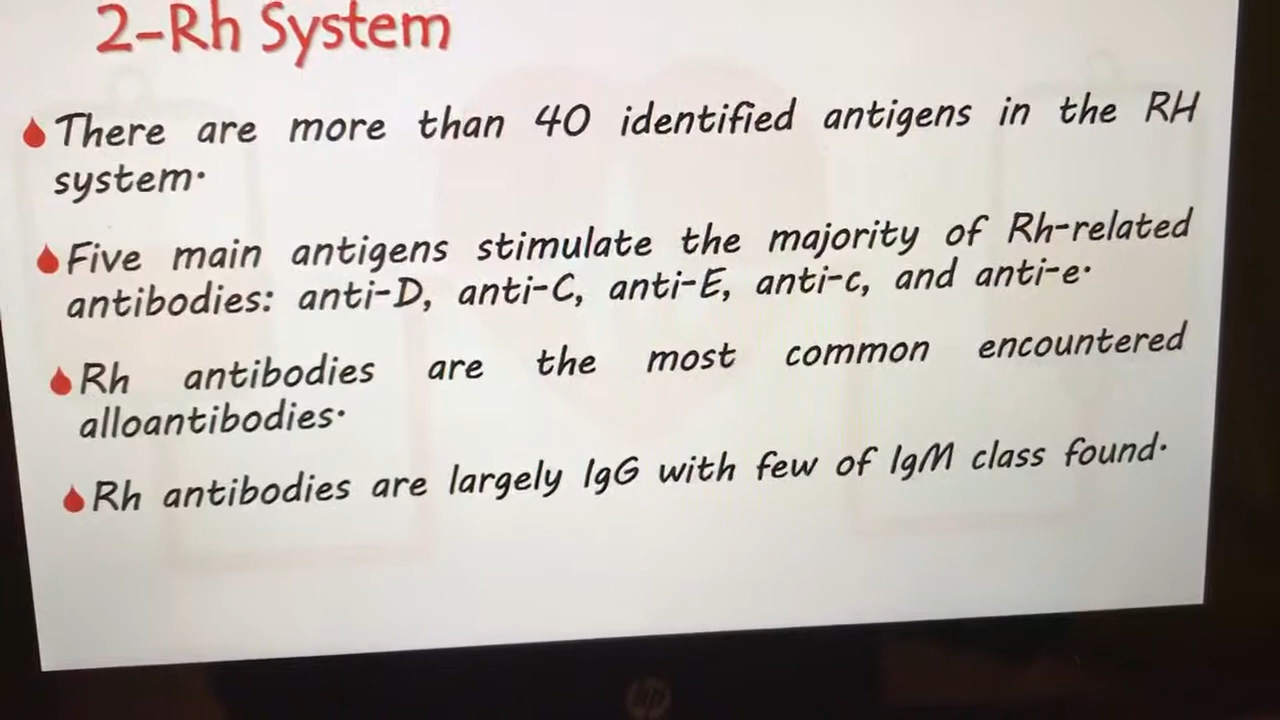 2-Rh System
There are more than 40 identified antigens in the RH
system·
Five main antigens stimulate the majority of Rh-related
antibodies: anti-D, anti-C, anti-E, anti-c, and anti-e·
Rh antibodies are the most common encountered
alloantibodies·
Rh antibodies are largely IgG with few of IgM class found·
hp